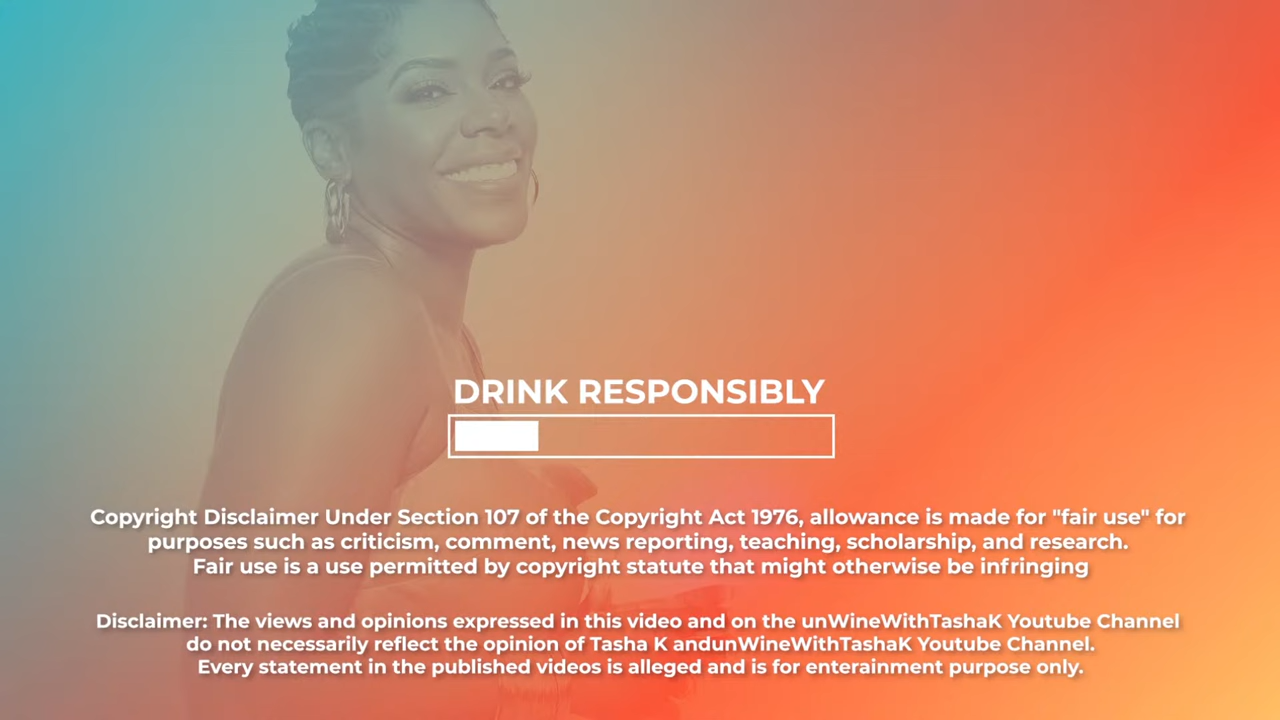 DRINK RESPONSIBLY
Copyright Disclaimer Under Section 107 of the Copyright Act 1976, allowance is made for "fair use" for
purposes such as criticism, comment, news reporting, teaching, scholarship, and research.
Fair use is a use permitted by copyright statute that might otherwise be infringing
Disclaimer: The views and opinions expressed in this video and on the unWineWithTashaK Youtube Channel
do not necessarily reflect the opinion of Tasha K andunWineWithTashaK Youtube Channel.
Every statement in the published videos is alleged and is for enterainment purpose only.